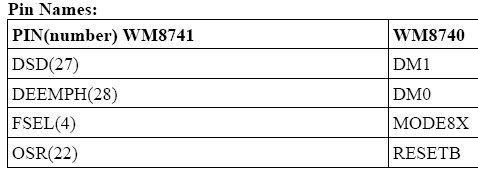 Pin Names:
PIN(number) WM8741 WM8740
DSD(27) DM1
DEEMPH(28) DM0
FSEL(4) MODE8X
OSR(22) RESETB